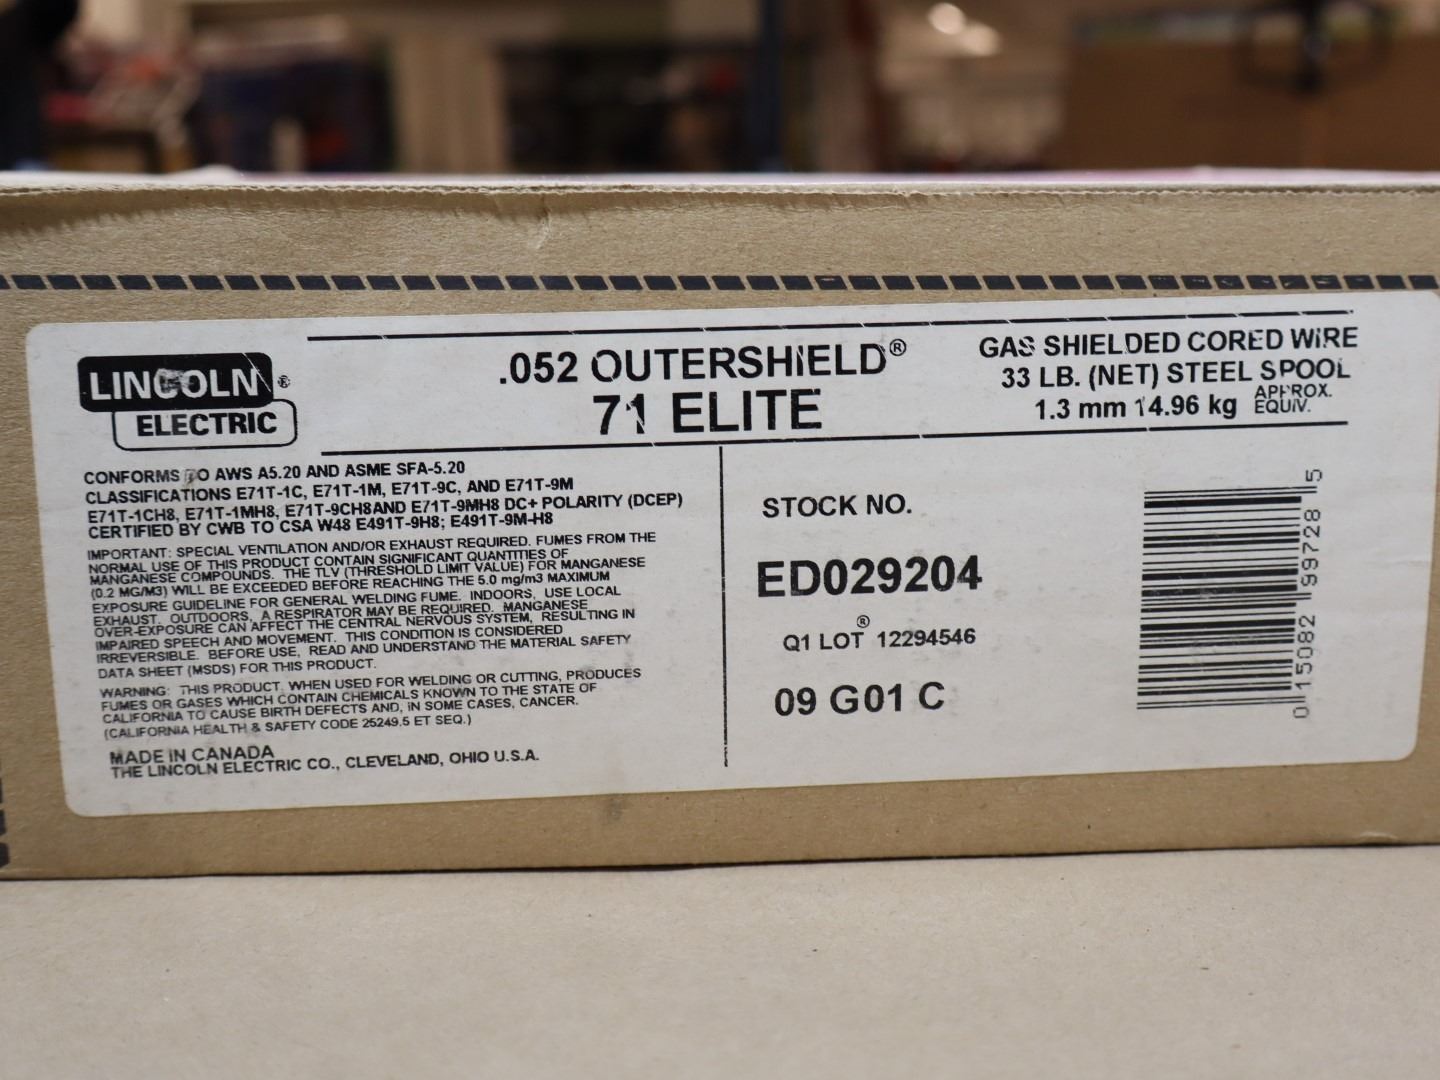 LINCOLN ®
ELECTRIC
.052 OUTERSHIELD®
71 ELITE
GAS SHIELDED CORED WIRE
33 LB. (NET) STEEL SPOOL
1.3 mm 14.96 kg APPROX. EQUIV.
CONFORMS TO AWS A5.20 AND ASME SFA-5.20
CLASSIFICATIONS E71T-1C, E71T-1M, E71T-9C, AND E71T-9M
E71T-1CH8, E71T-1MH8, E71T-9CH8AND E71T-9MH8 DC+ POLARITY (DCEP)
CERTIFIED BY CWB TO CSA W48 E491T-9H8; E491T-9M-H8
IMPORTANT: SPECIAL VENTILATION AND/OR EXHAUST REQUIRED. FUMES FROM THE
NORMAL USE OF THIS PRODUCT CONTAIN SIGNIFICANT QUANTITIES OF
MANGANESE COMPOUNDS. THE TLV (THRESHOLD LIMIT VALUE) FOR MANGANESE
(0.2 MG/M3) WILL BE EXCEEDED BEFORE REACHING THE 5.0 mg/m3 MAXIMUM
EXPOSURE GUIDELINE FOR GENERAL WELDING FUME. INDOORS, USE LOCAL
EXHAUST. OUTDOORS, A RESPIRATOR MAY BE REQUIRED. MANGANESE
OVER-EXPOSURE CAN AFFECT THE CENTRAL NERVOUS SYSTEM, RESULTING IN
IMPAIRED SPEECH AND MOVEMENT. THIS CONDITION IS CONSIDERED
IRREVERSIBLE. BEFORE USE, READ AND UNDERSTAND THE MATERIAL SAFETY
DATA SHEET (MSDS) FOR THIS PRODUCT.
WARNING: THIS PRODUCT, WHEN USED FOR WELDING OR CUTTING, PRODUCES
FUMES OR GASES WHICH CONTAIN CHEMICALS KNOWN TO THE STATE OF
CALIFORNIA TO CAUSE BIRTH DEFECTS AND, IN SOME CASES, CANCER.
(CALIFORNIA HEALTH & SAFETY CODE 25249.5 ET SEQ.)
MADE IN CANADA
THE LINCOLN ELECTRIC CO., CLEVELAND, OHIO U.S.A.
STOCK NO.
ED029204
Q1 LOT® 12294546
09 G01 C
0 15082 99728 5